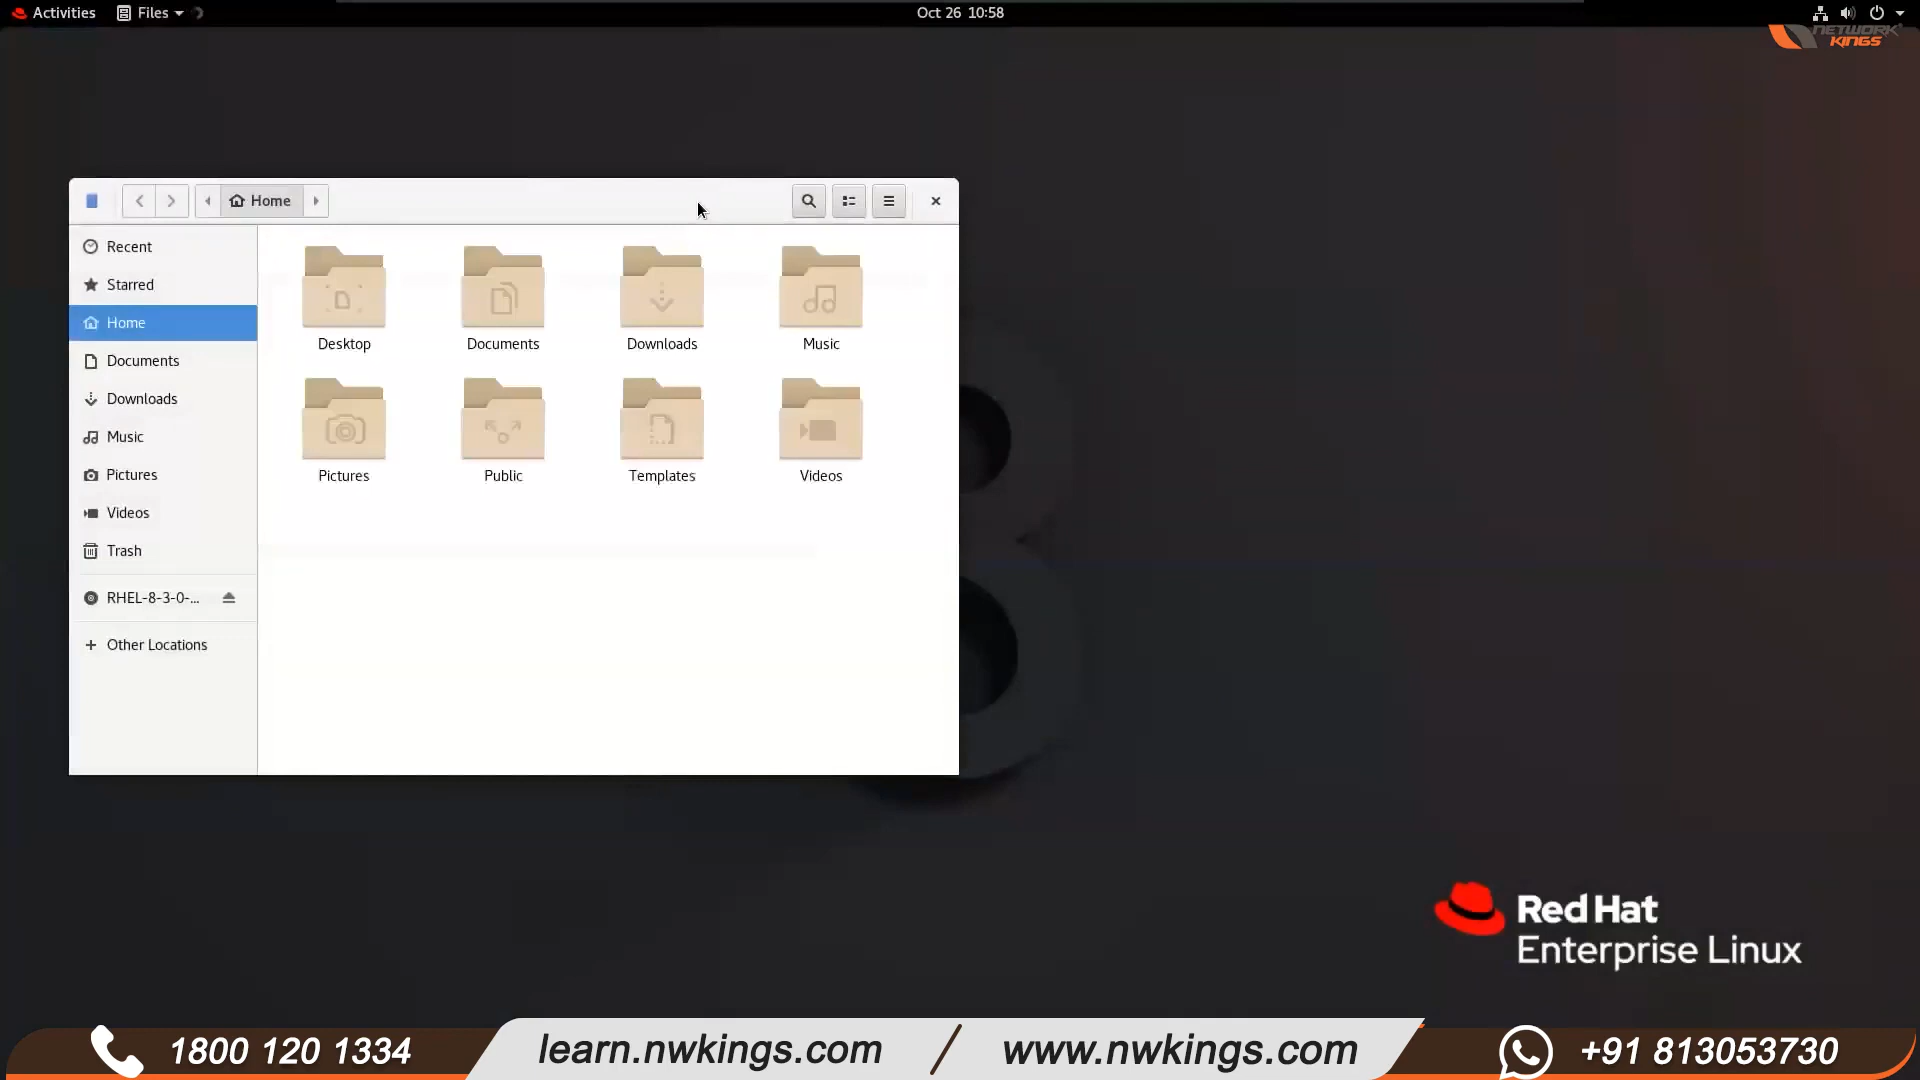 Activities Files Oct 26 10:58
NETWORK
KINGS
Home
Recent
Starred
Home
Documents
Downloads
Music
Pictures
Videos
Trash
RHEL-8-3-0-...
Other Locations
Desktop Documents Downloads Music
Pictures Public Templates Videos
Red Hat
Enterprise Linux
1800 120 1334 learn.nwkings.com / www.nwkings.com +91 813053730